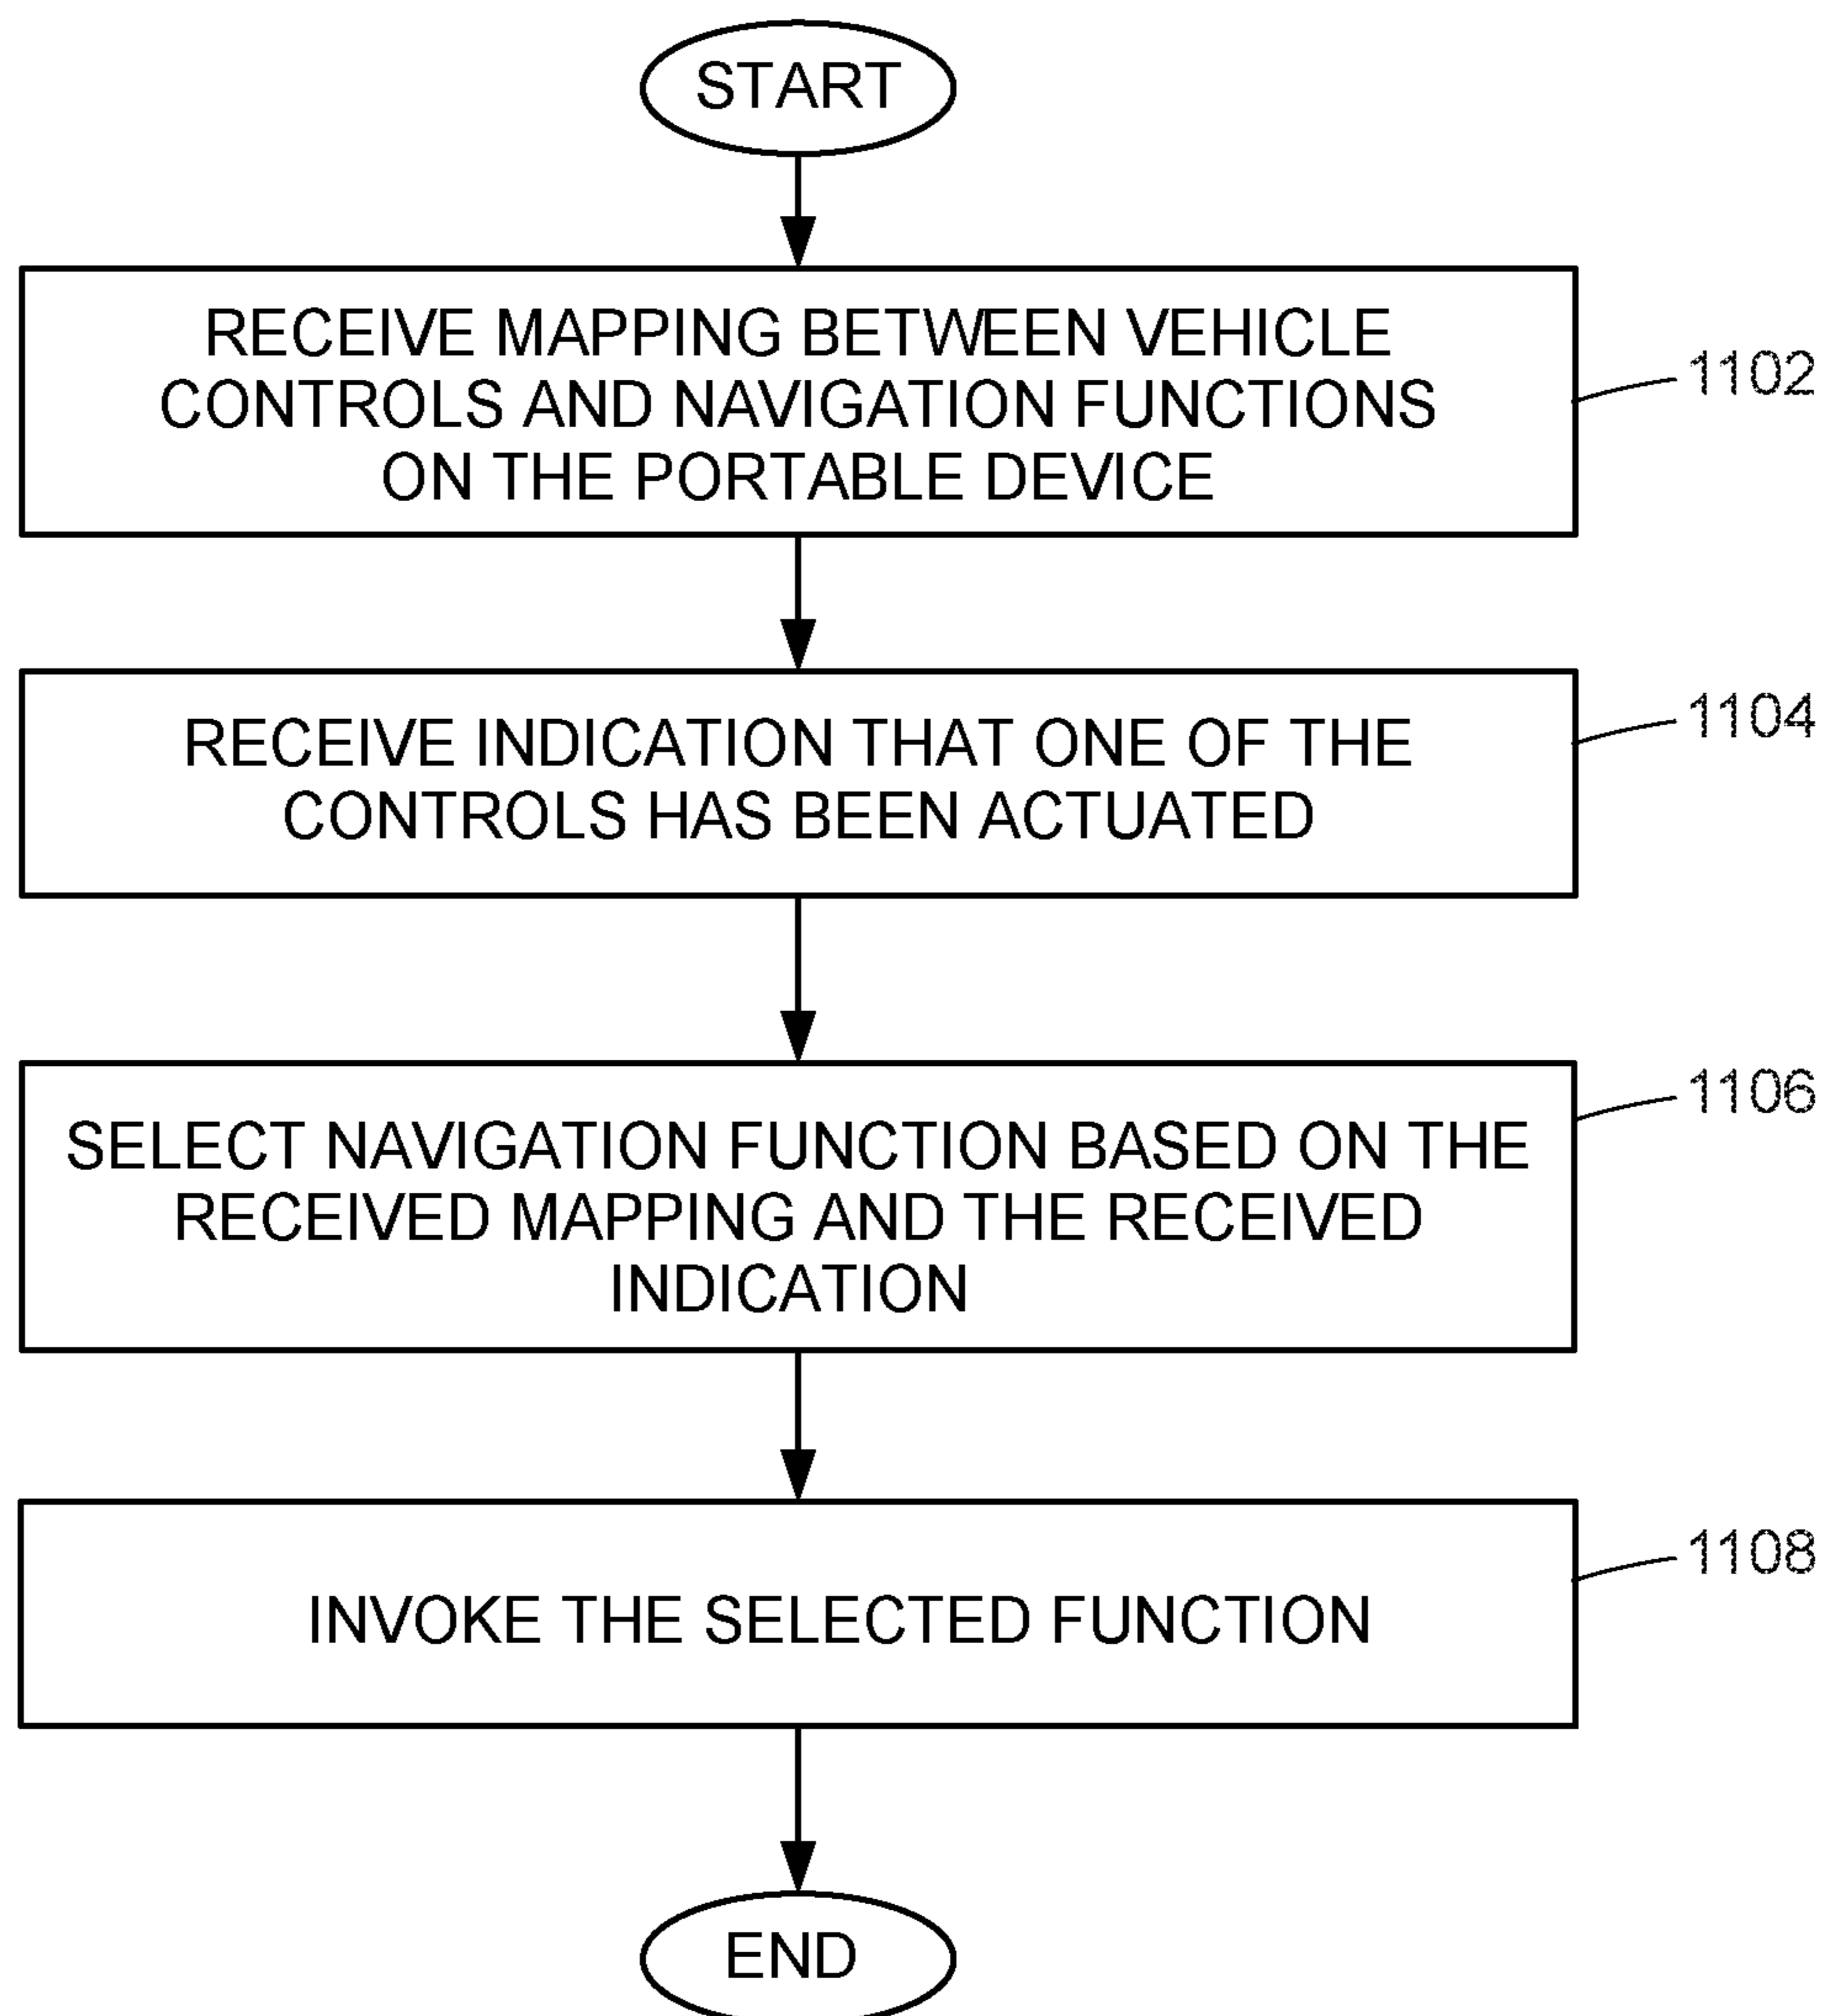 START
RECEIVE MAPPING BETWEEN VEHICLE
CONTROLS AND NAVIGATION FUNCTIONS
ON THE PORTABLE DEVICE
1102
RECEIVE INDICATION THAT ONE OF THE
CONTROLS HAS BEEN ACTUATED
1104
SELECT NAVIGATION FUNCTION BASED ON THE
RECEIVED MAPPING AND THE RECEIVED
INDICATION
1106
INVOKE THE SELECTED FUNCTION
1108
END